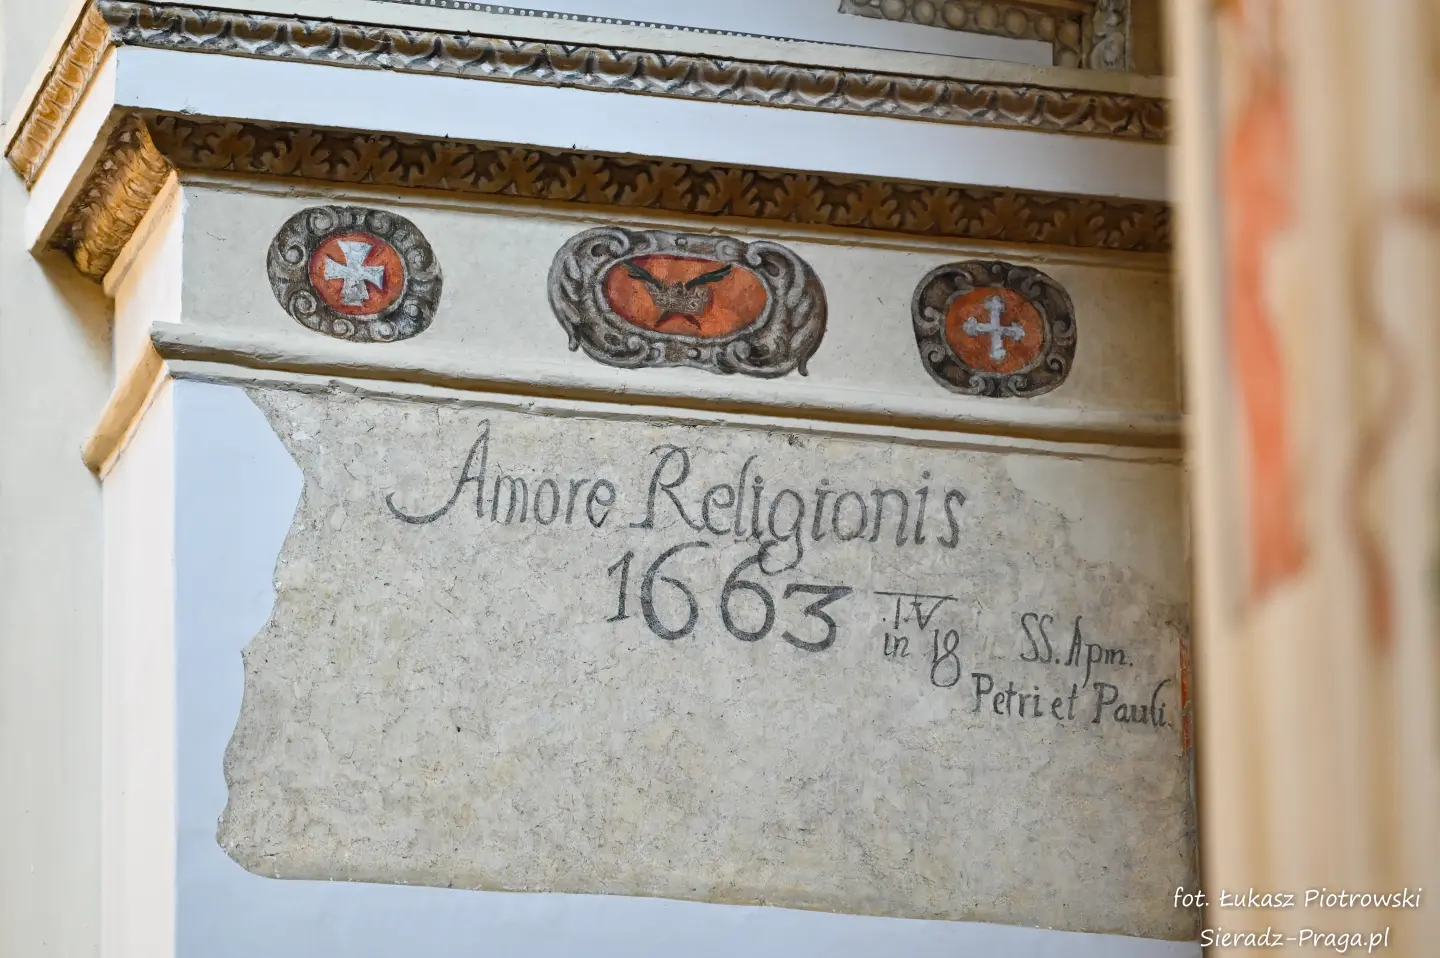 Amore Religionis
1663
I.V
in 18 SS. Apm.
Petri et Pauli.
fot. Łukasz Piotrowski
Sieradz-Praga.pl